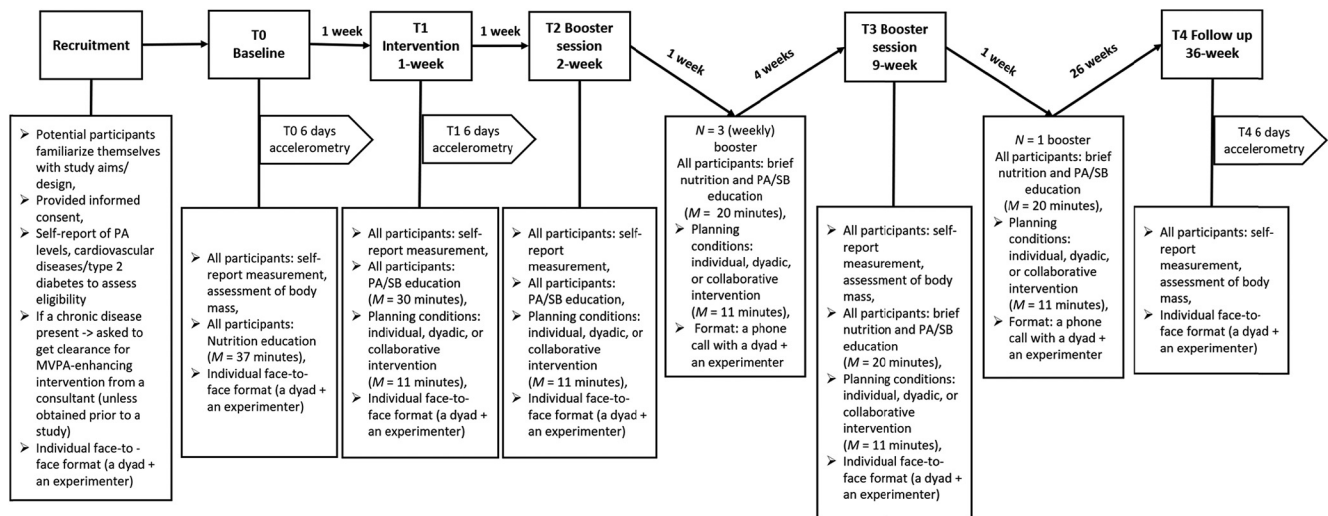 Recruitment
T0
Baseline
1 week
T1
Intervention
1-week
1 week
T2 Booster
session
2-week
1 week
4 weeks
T3 Booster
session
9-week
1 week
26 weeks
T4 Follow up
36-week
➢ Potential participants
familiarize themselves
with study aims/
design,
➢ Provided informed
consent,
➢ Self-report of PA
levels, cardiovascular
diseases/type 2
diabetes to assess
eligibility
➢ If a chronic disease
present -> asked to
get clearance for
MVPA-enhancing
intervention from a
consultant (unless
obtained prior to a
study)
➢ Individual face-to -
face format (a dyad +
an experimenter)
T0 6 days
accelerometry
➢ All participants: self-
report measurement,
assessment of body
mass,
➢ All participants:
Nutrition education
(M = 37 minutes),
➢ Individual face-to-
face format (a dyad +
an experimenter)
T1 6 days
accelerometry
➢ All participants: self-
report measurement,
➢ All participants:
PA/SB education
(M = 30 minutes),
➢ Planning conditions:
individual, dyadic, or
collaborative
intervention
(M = 11 minutes),
➢ Individual face-to-
face format (a dyad +
an experimenter)
➢ All participants: self-
report
measurement,
➢ All participants:
PA/SB education,
➢ Planning conditions:
individual, dyadic, or
collaborative
intervention
(M = 11 minutes),
➢ Individual face-to-
face format (a dyad +
an experimenter)
N = 3 (weekly)
booster
All participants: brief
nutrition and PA/SB
education
(M = 20 minutes),
➢ Planning
conditions:
individual, dyadic,
or collaborative
intervention
(M = 11 minutes),
➢ Format: a phone
call with a dyad +
an experimenter
➢ All participants: self-
report
measurement,
assessment of body
mass,
➢ All participants: brief
nutrition and PA/SB
education
(M = 20 minutes),
➢ Planning conditions:
individual, dyadic, or
collaborative
intervention
(M = 11 minutes),
➢ Individual face-to-
face format (a dyad +
an experimenter)
N = 1 booster
All participants: brief
nutrition and PA/SB
education
(M = 20 minutes),
➢ Planning
conditions:
individual, dyadic,
or collaborative
intervention
(M = 11 minutes),
➢ Format: a phone
call with a dyad +
an experimenter
T4 6 days
accelerometry
➢ All participants: self-
report
measurement,
assessment of body
mass,
➢ Individual face-to-face
format (a dyad + an
experimenter)